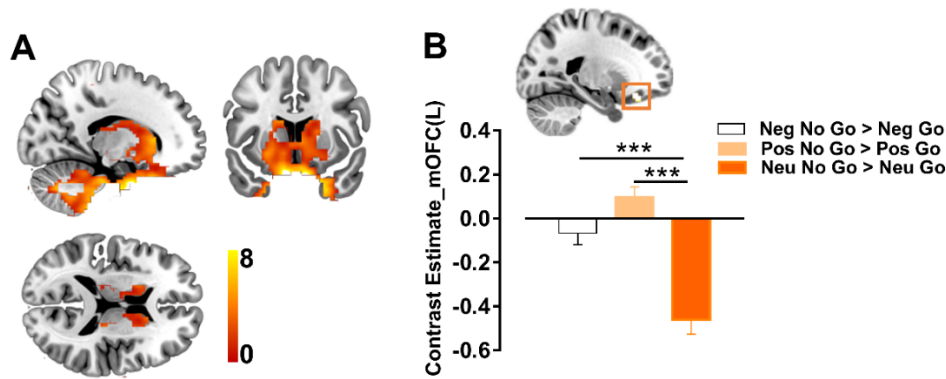 A
B
8
0
Contrast Estimate_mOFC(L)
0.4
0.2
0.0
-0.2
-0.4
-0.6
***
***
Neg No Go > Neg Go
Pos No Go > Pos Go
Neu No Go > Neu Go